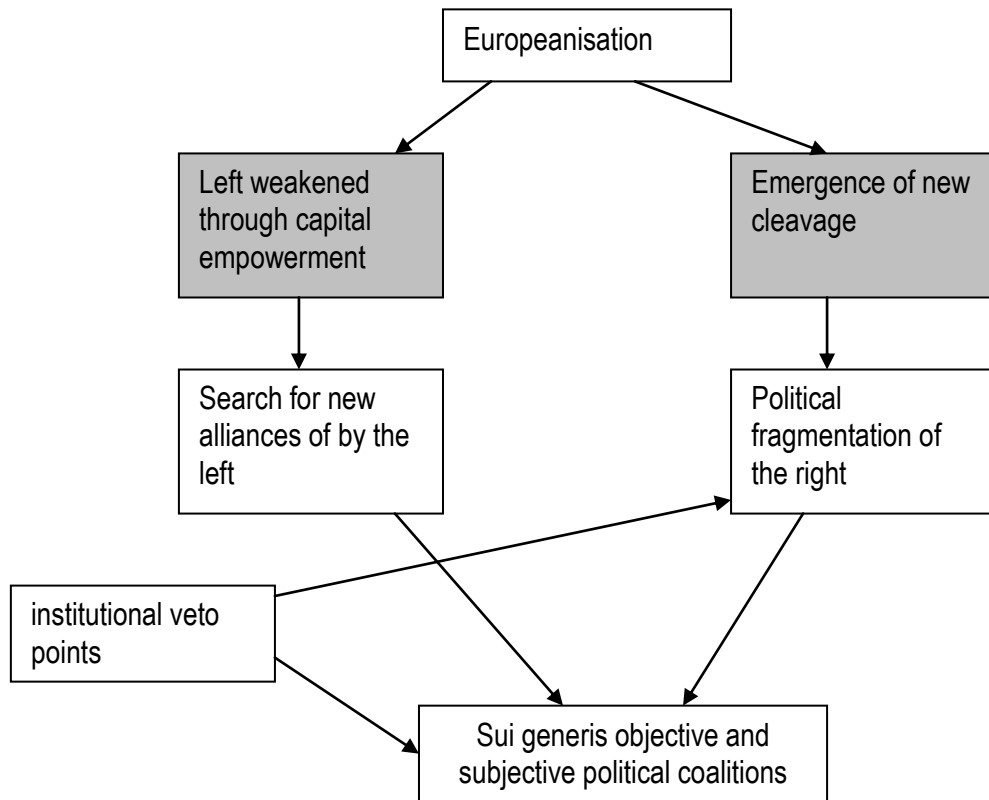 Europeanisation
Left weakened
through capital
empowerment
Emergence of new
cleavage
Search for new
alliances of by the
left
Political
fragmentation of
the right
institutional veto
points
Sui generis objective and
subjective political coalitions